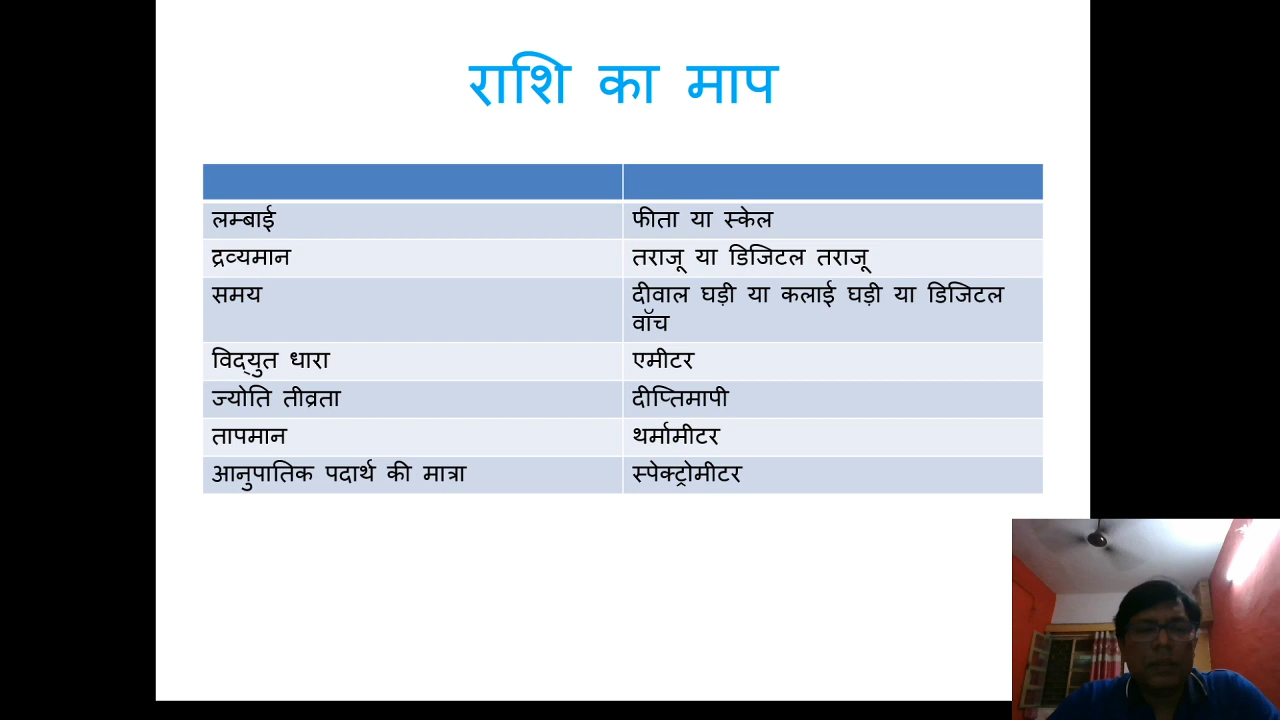 राशि का माप
लम्बाई
फीता या स्केल
द्रव्यमान
तराजू या डिजिटल तराजू
समय
दीवाल घड़ी या कलाई घड़ी या डिजिटल
वॉच
विद्युत धारा
एमीटर
ज्योति तीव्रता
दीप्तिमापी
तापमान
थर्मामीटर
आनुपातिक पदार्थ की मात्रा
स्पेक्ट्रोमीटर